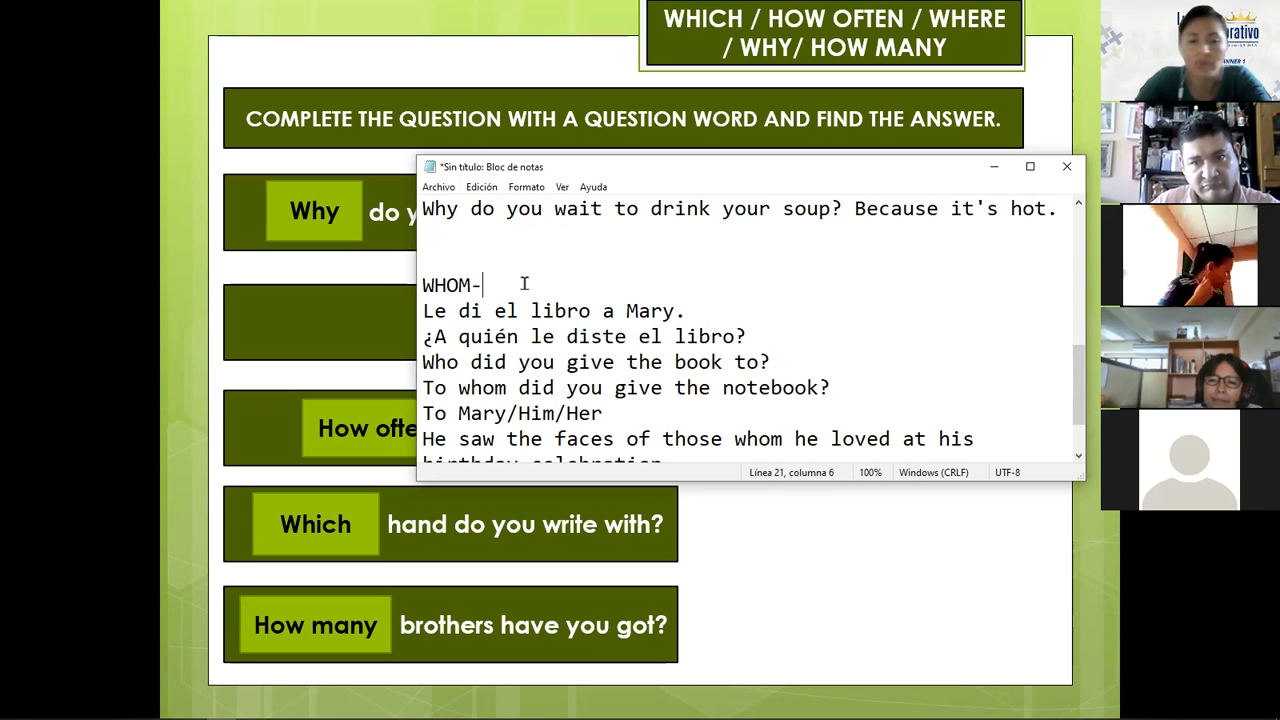 WHICH / HOW OFTEN / WHERE
/ WHY/ HOW MANY
COMPLETE THE QUESTION WITH A QUESTION WORD AND FIND THE ANSWER.
Why do y
*Sin título: Bloc de notas
Archivo Edición Formato Ver Ayuda
Why do you wait to drink your soup? Because it's hot.
WHOM-
Le di el libro a Mary.
¿A quién le diste el libro?
Who did you give the book to?
To whom did you give the notebook?
To Mary/Him/Her
He saw the faces of those whom he loved at his
birthday celebration
Línea 21, columna 6 100% Windows (CRLF) UTF-8
How ofte
Which hand do you write with?
How many brothers have you got?